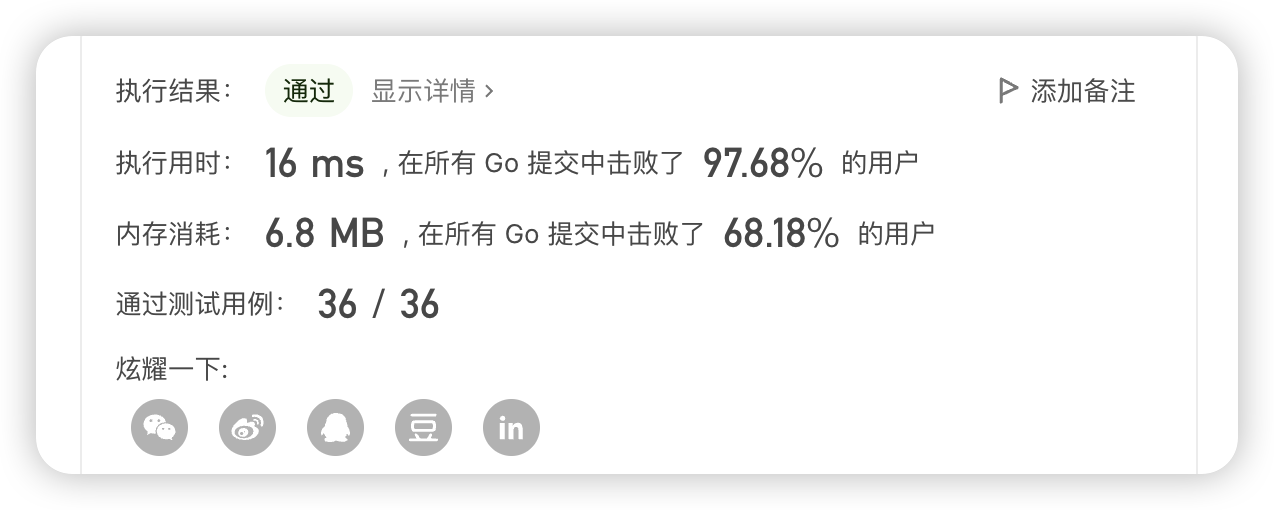 执行结果： 通过 显示详情 › 添加备注
执行用时： 16 ms , 在所有 Go 提交中击败了 97.68% 的用户
内存消耗： 6.8 MB , 在所有 Go 提交中击败了 68.18% 的用户
通过测试用例： 36 / 36
炫耀一下:
豆 in